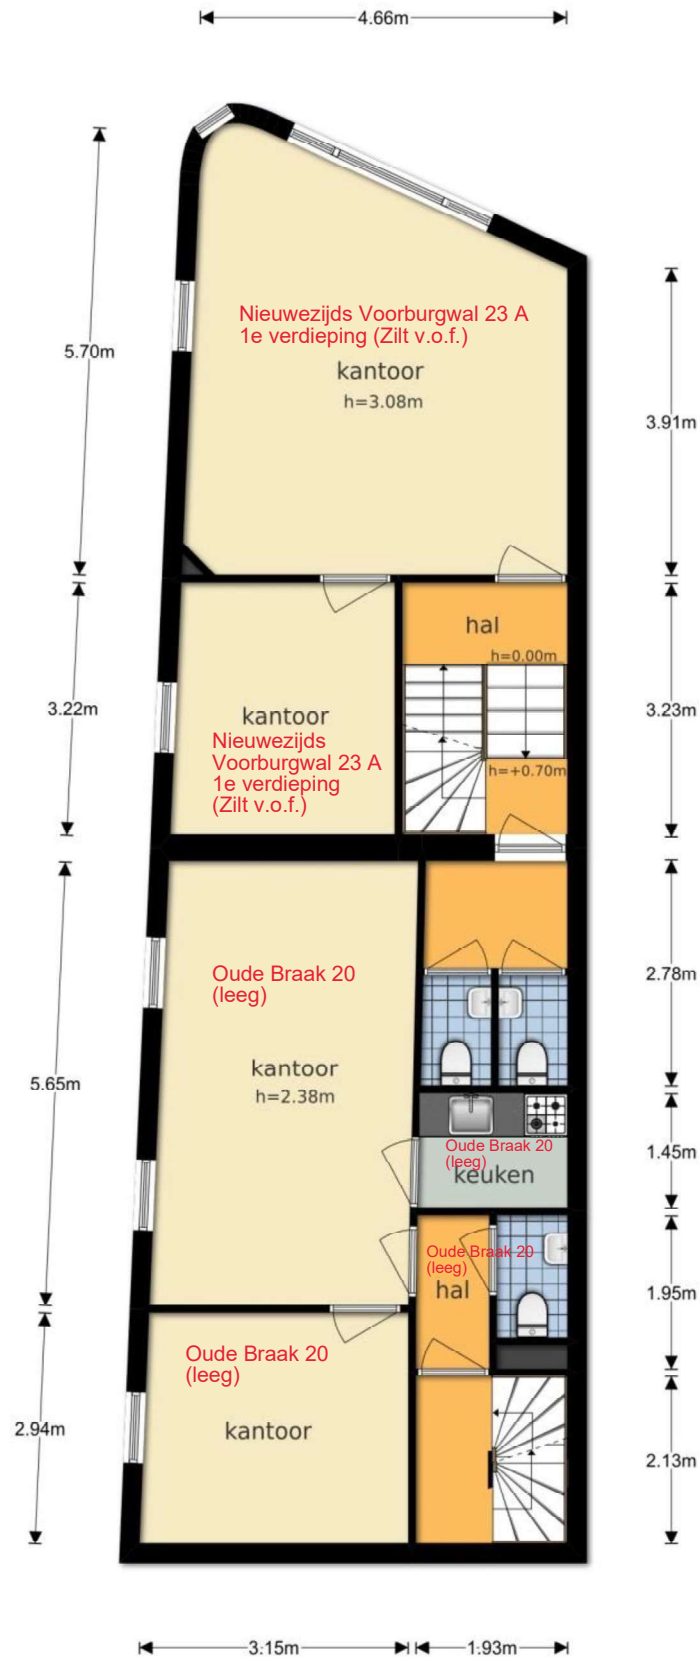 4.66m
Nieuwezijds Voorburgwal 23 A
1e verdieping (Zilt v.o.f.)
5.70m
kantoor
h=3.08m
3.91m
hal
h=0.00m
3.22m
kantoor
3.23m
Nieuwezijds
Voorburgwal 23 A
1e verdieping
(Zilt v.o.f.)
h=+0.70m
Oude Braak 20
(leeg)
2.78m
kantoor
h=2.38m
5.65m
Oude Braak 20
(leeg)
keuken
1.45m
Oude Braak 20
(leeg)
hal
1.95m
Oude Braak 20
(leeg)
kantoor
2.94m
2.13m
3.15m
1.93m